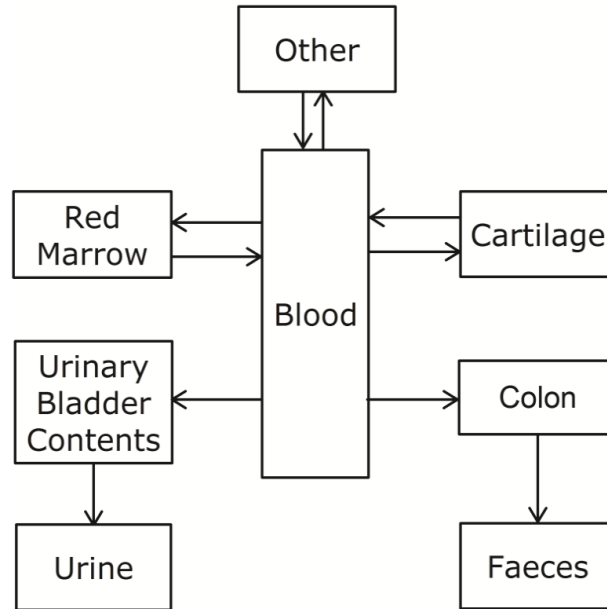 Other
Red
Marrow
Cartilage
Blood
Urinary
Bladder
Contents
Colon
Urine
Faeces